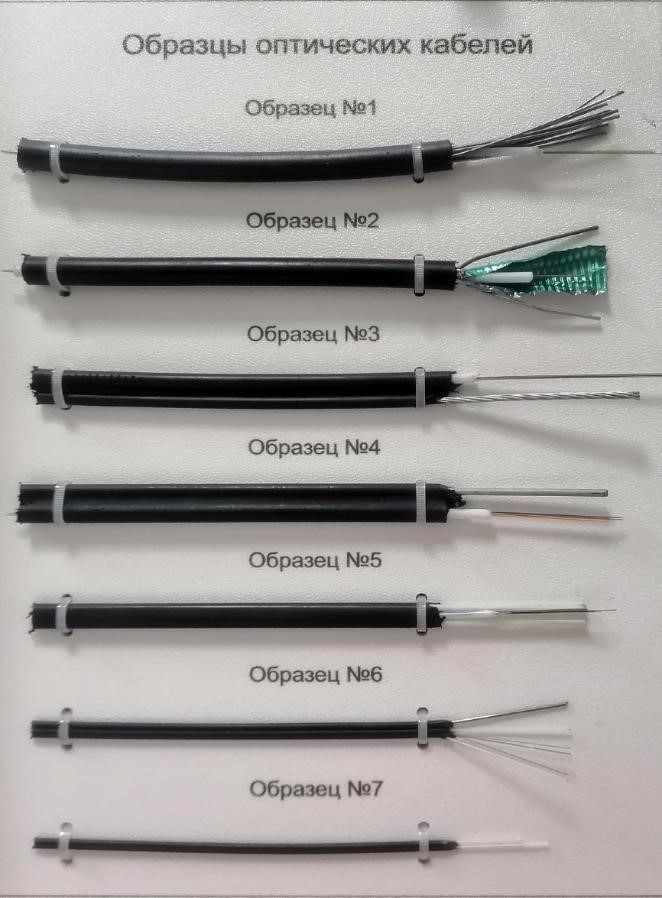 Образцы оптических кабелей
Образец №1
Образец №2
Образец №3
Образец №4
Образец №5
Образец №6
Образец №7